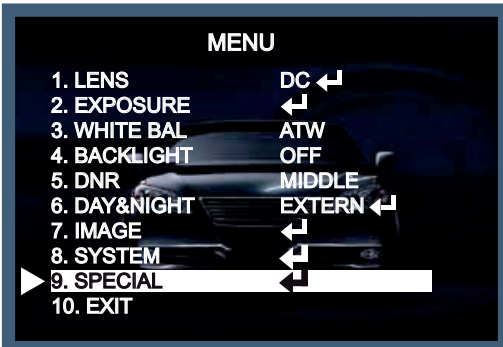 MENU
1. LENS DC ↵
2. EXPOSURE ↵
3. WHITE BAL ATW
4. BACKLIGHT OFF
5. DNR MIDDLE
6. DAY&NIGHT EXTERN ↵
7. IMAGE ↵
8. SYSTEM ↵
9. SPECIAL ↵
10. EXIT